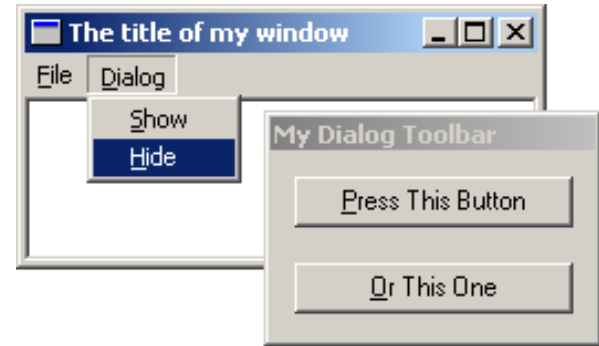 The title of my window
File Dialog
Show
Hide
My Dialog Toolbar
Press This Button
Or This One